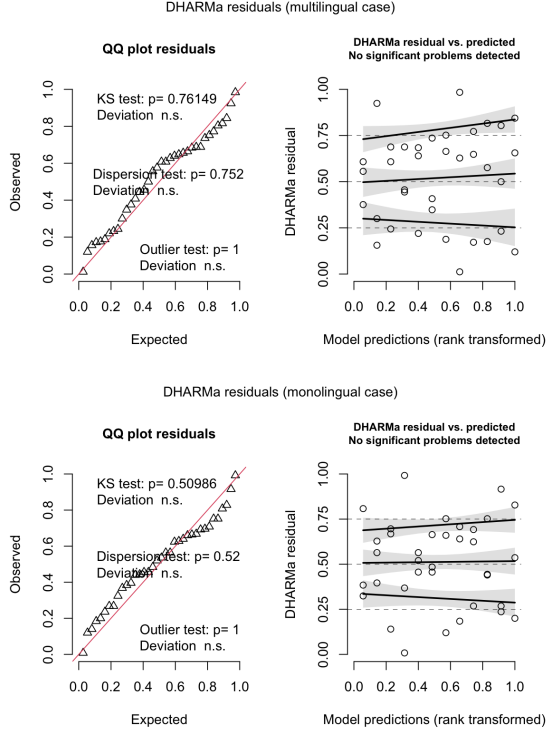 DHARMa residuals (multilingual case)
QQ plot residuals
KS test: p= 0.76149
Deviation n.s.
Dispersion test: p= 0.752
Deviation n.s.
Outlier test: p= 1
Deviation n.s.
Observed
0.0 0.2 0.4 0.6 0.8 1.0
0.0 0.2 0.4 0.6 0.8 1.0
Expected
DHARMa residual vs. predicted
No significant problems detected
DHARMa residual
0.00 0.25 0.50 0.75 1.00
0.0 0.2 0.4 0.6 0.8 1.0
Model predictions (rank transformed)
DHARMa residuals (monolingual case)
QQ plot residuals
KS test: p= 0.50986
Deviation n.s.
Dispersion test: p= 0.52
Deviation n.s.
Outlier test: p= 1
Deviation n.s.
Observed
0.0 0.2 0.4 0.6 0.8 1.0
0.0 0.2 0.4 0.6 0.8 1.0
Expected
DHARMa residual vs. predicted
No significant problems detected
DHARMa residual
0.00 0.25 0.50 0.75 1.00
0.0 0.2 0.4 0.6 0.8 1.0
Model predictions (rank transformed)